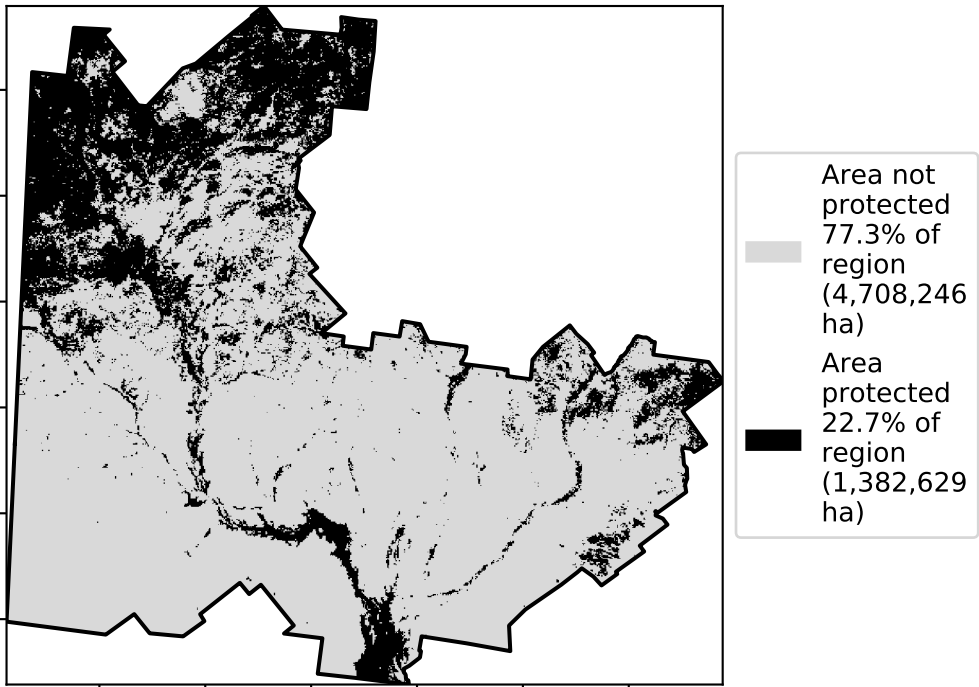 Area not
protected
77.3% of
region
(4,708,246
ha)
Area
protected
22.7% of
region
(1,382,629
ha)